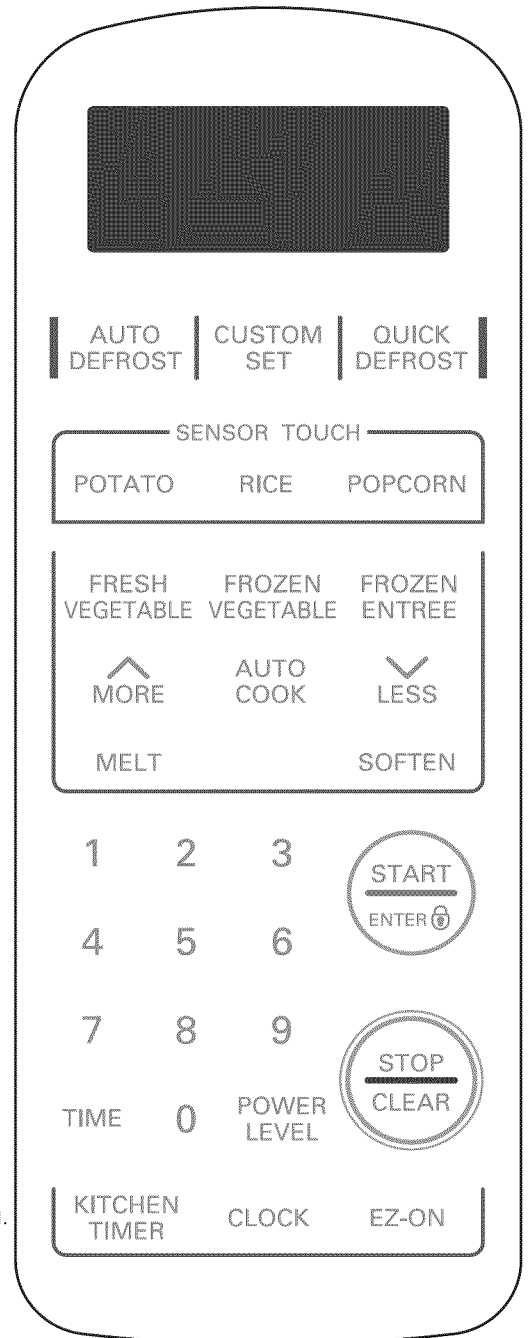 AUTO DEFROST
CUSTOM SET
QUICK DEFROST
SENSOR TOUCH
POTATO RICE POPCORN
FRESH VEGETABLE
FROZEN VEGETABLE
FROZEN ENTREE
MORE
AUTO COOK
LESS
MELT SOFTEN
1 2 3
START
ENTER
4 5 6
7 8 9
STOP
CLEAR
TIME 0 POWER LEVEL
KITCHEN TIMER
CLOCK EZ-ON